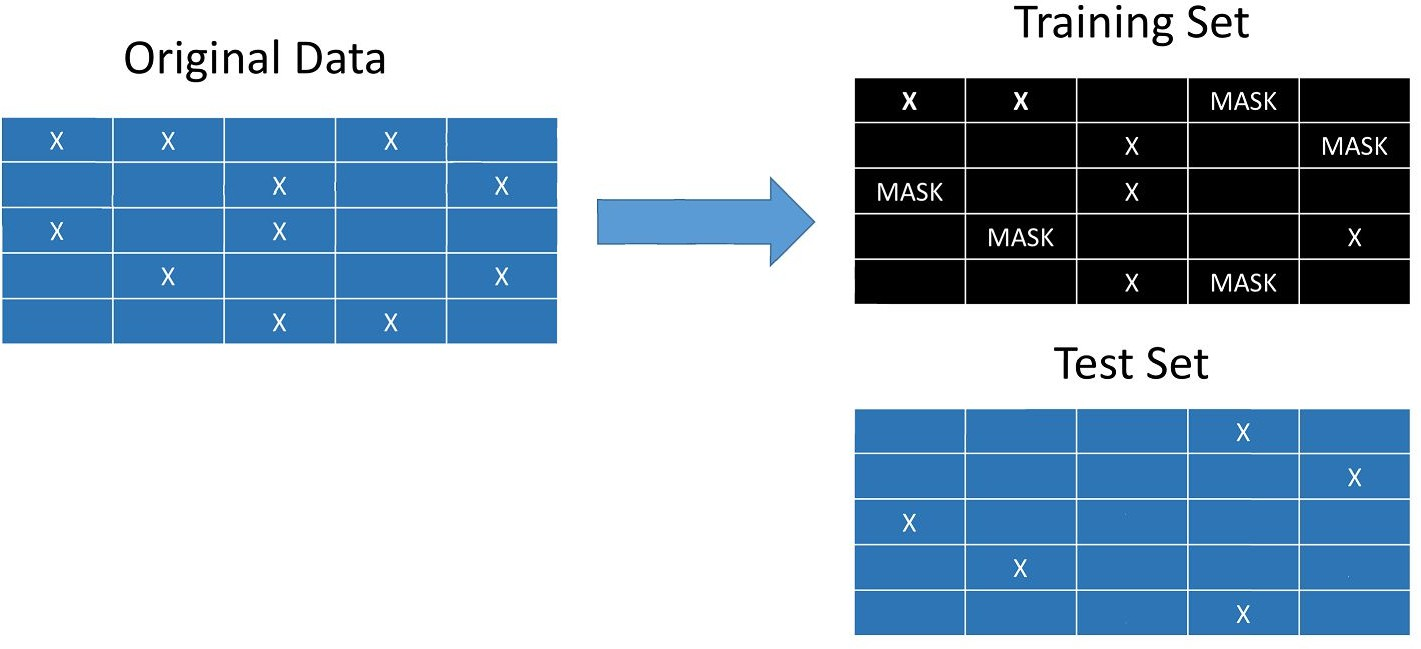 Original Data
X X X
X X
X X
X X
X X
Training Set
X X MASK
X MASK
MASK X
MASK X
X MASK
Test Set
X
X
X
X
X